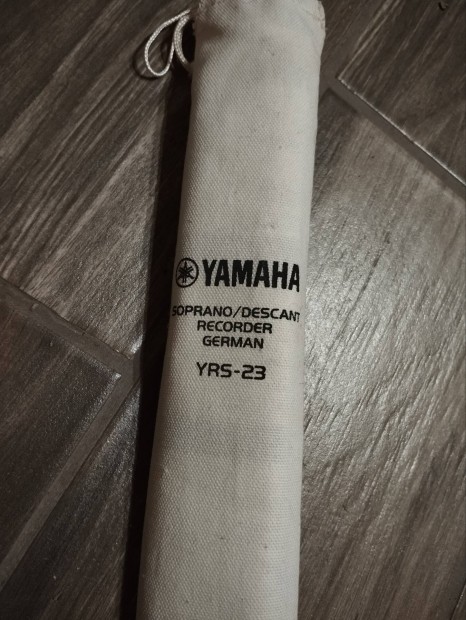 YAMAHA
SOPRANO/DESCANT
RECORDER
GERMAN
YRS-23